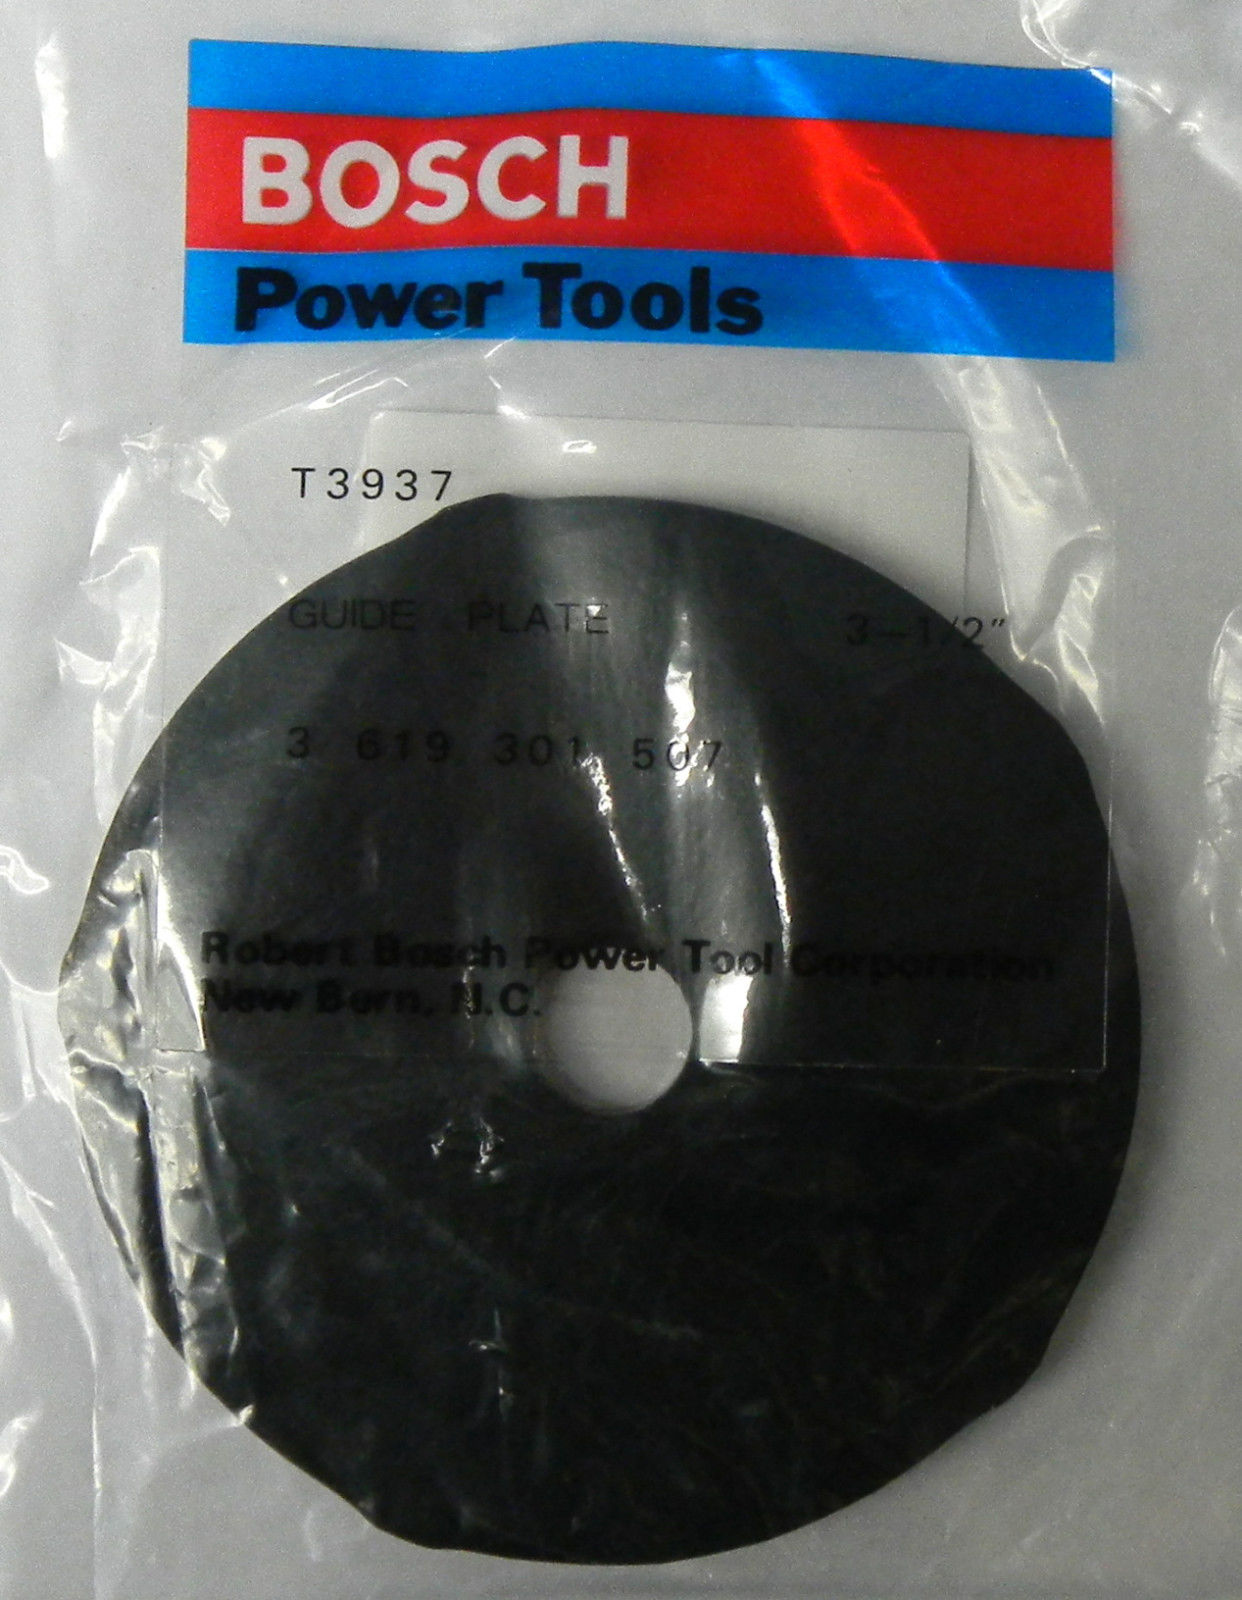 BOSCH
Power Tools
T3937
GUIDE PLATE 3-1/2"
3 619 301 507
Robert Bosch Power Tool Corporation
New Bern, N.C.